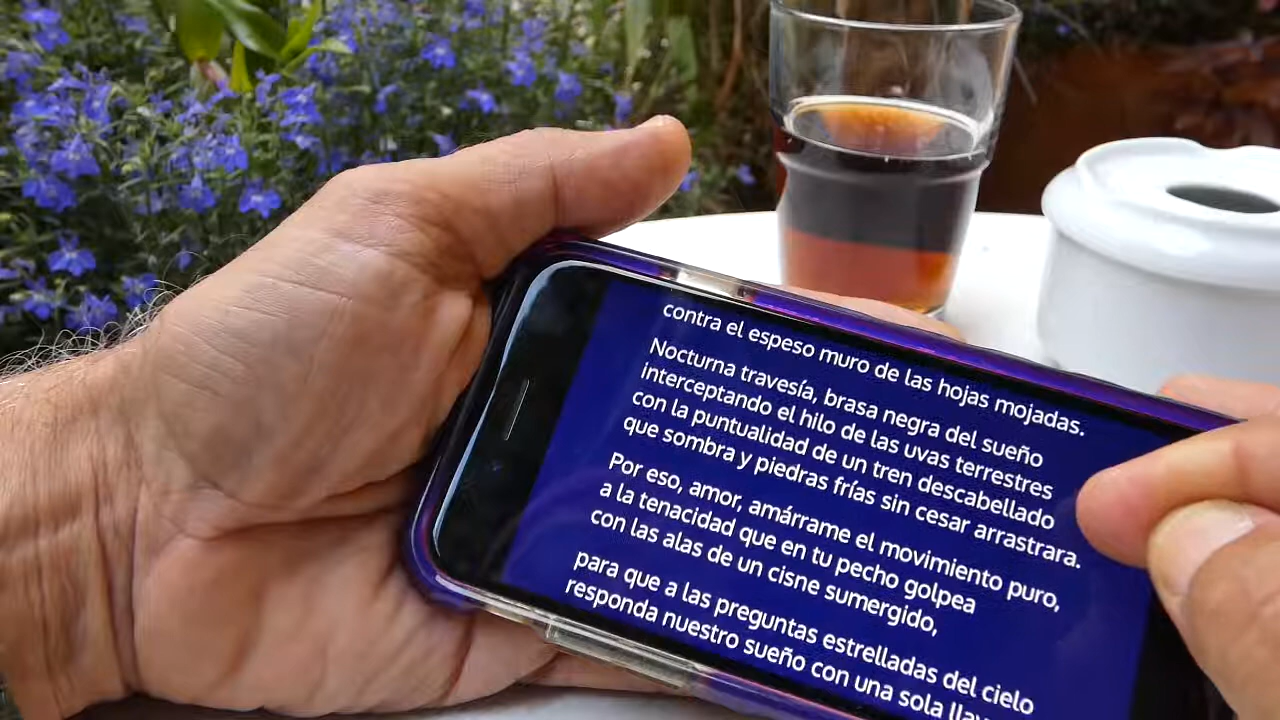 contra el espeso muro de las hojas mojadas.
Nocturna travesía, brasa negra del sueño
interceptando el hilo de las uvas terrestres
con la puntualidad de un tren descabellado
que sombra y piedras frías sin cesar arrastrara.
Por eso, amor, amárrame el movimiento puro,
a la tenacidad que en tu pecho golpea
con las alas de un cisne sumergido,
para que a las preguntas estrelladas del cielo
responda nuestro sueño con una sola